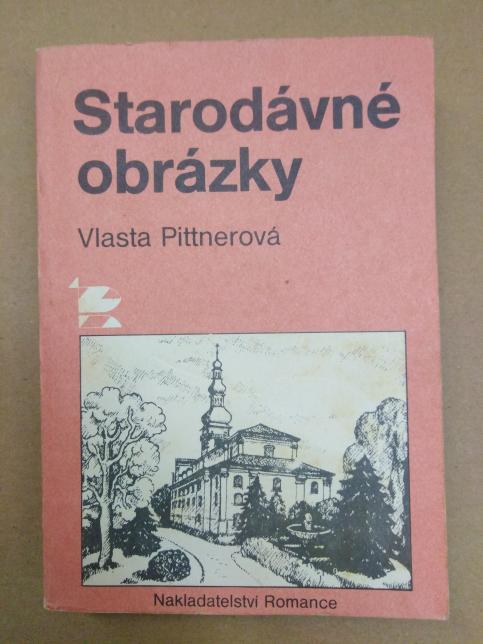 Starodávné
obrázky
Vlasta Pittnerová
Nakladatelství Romance